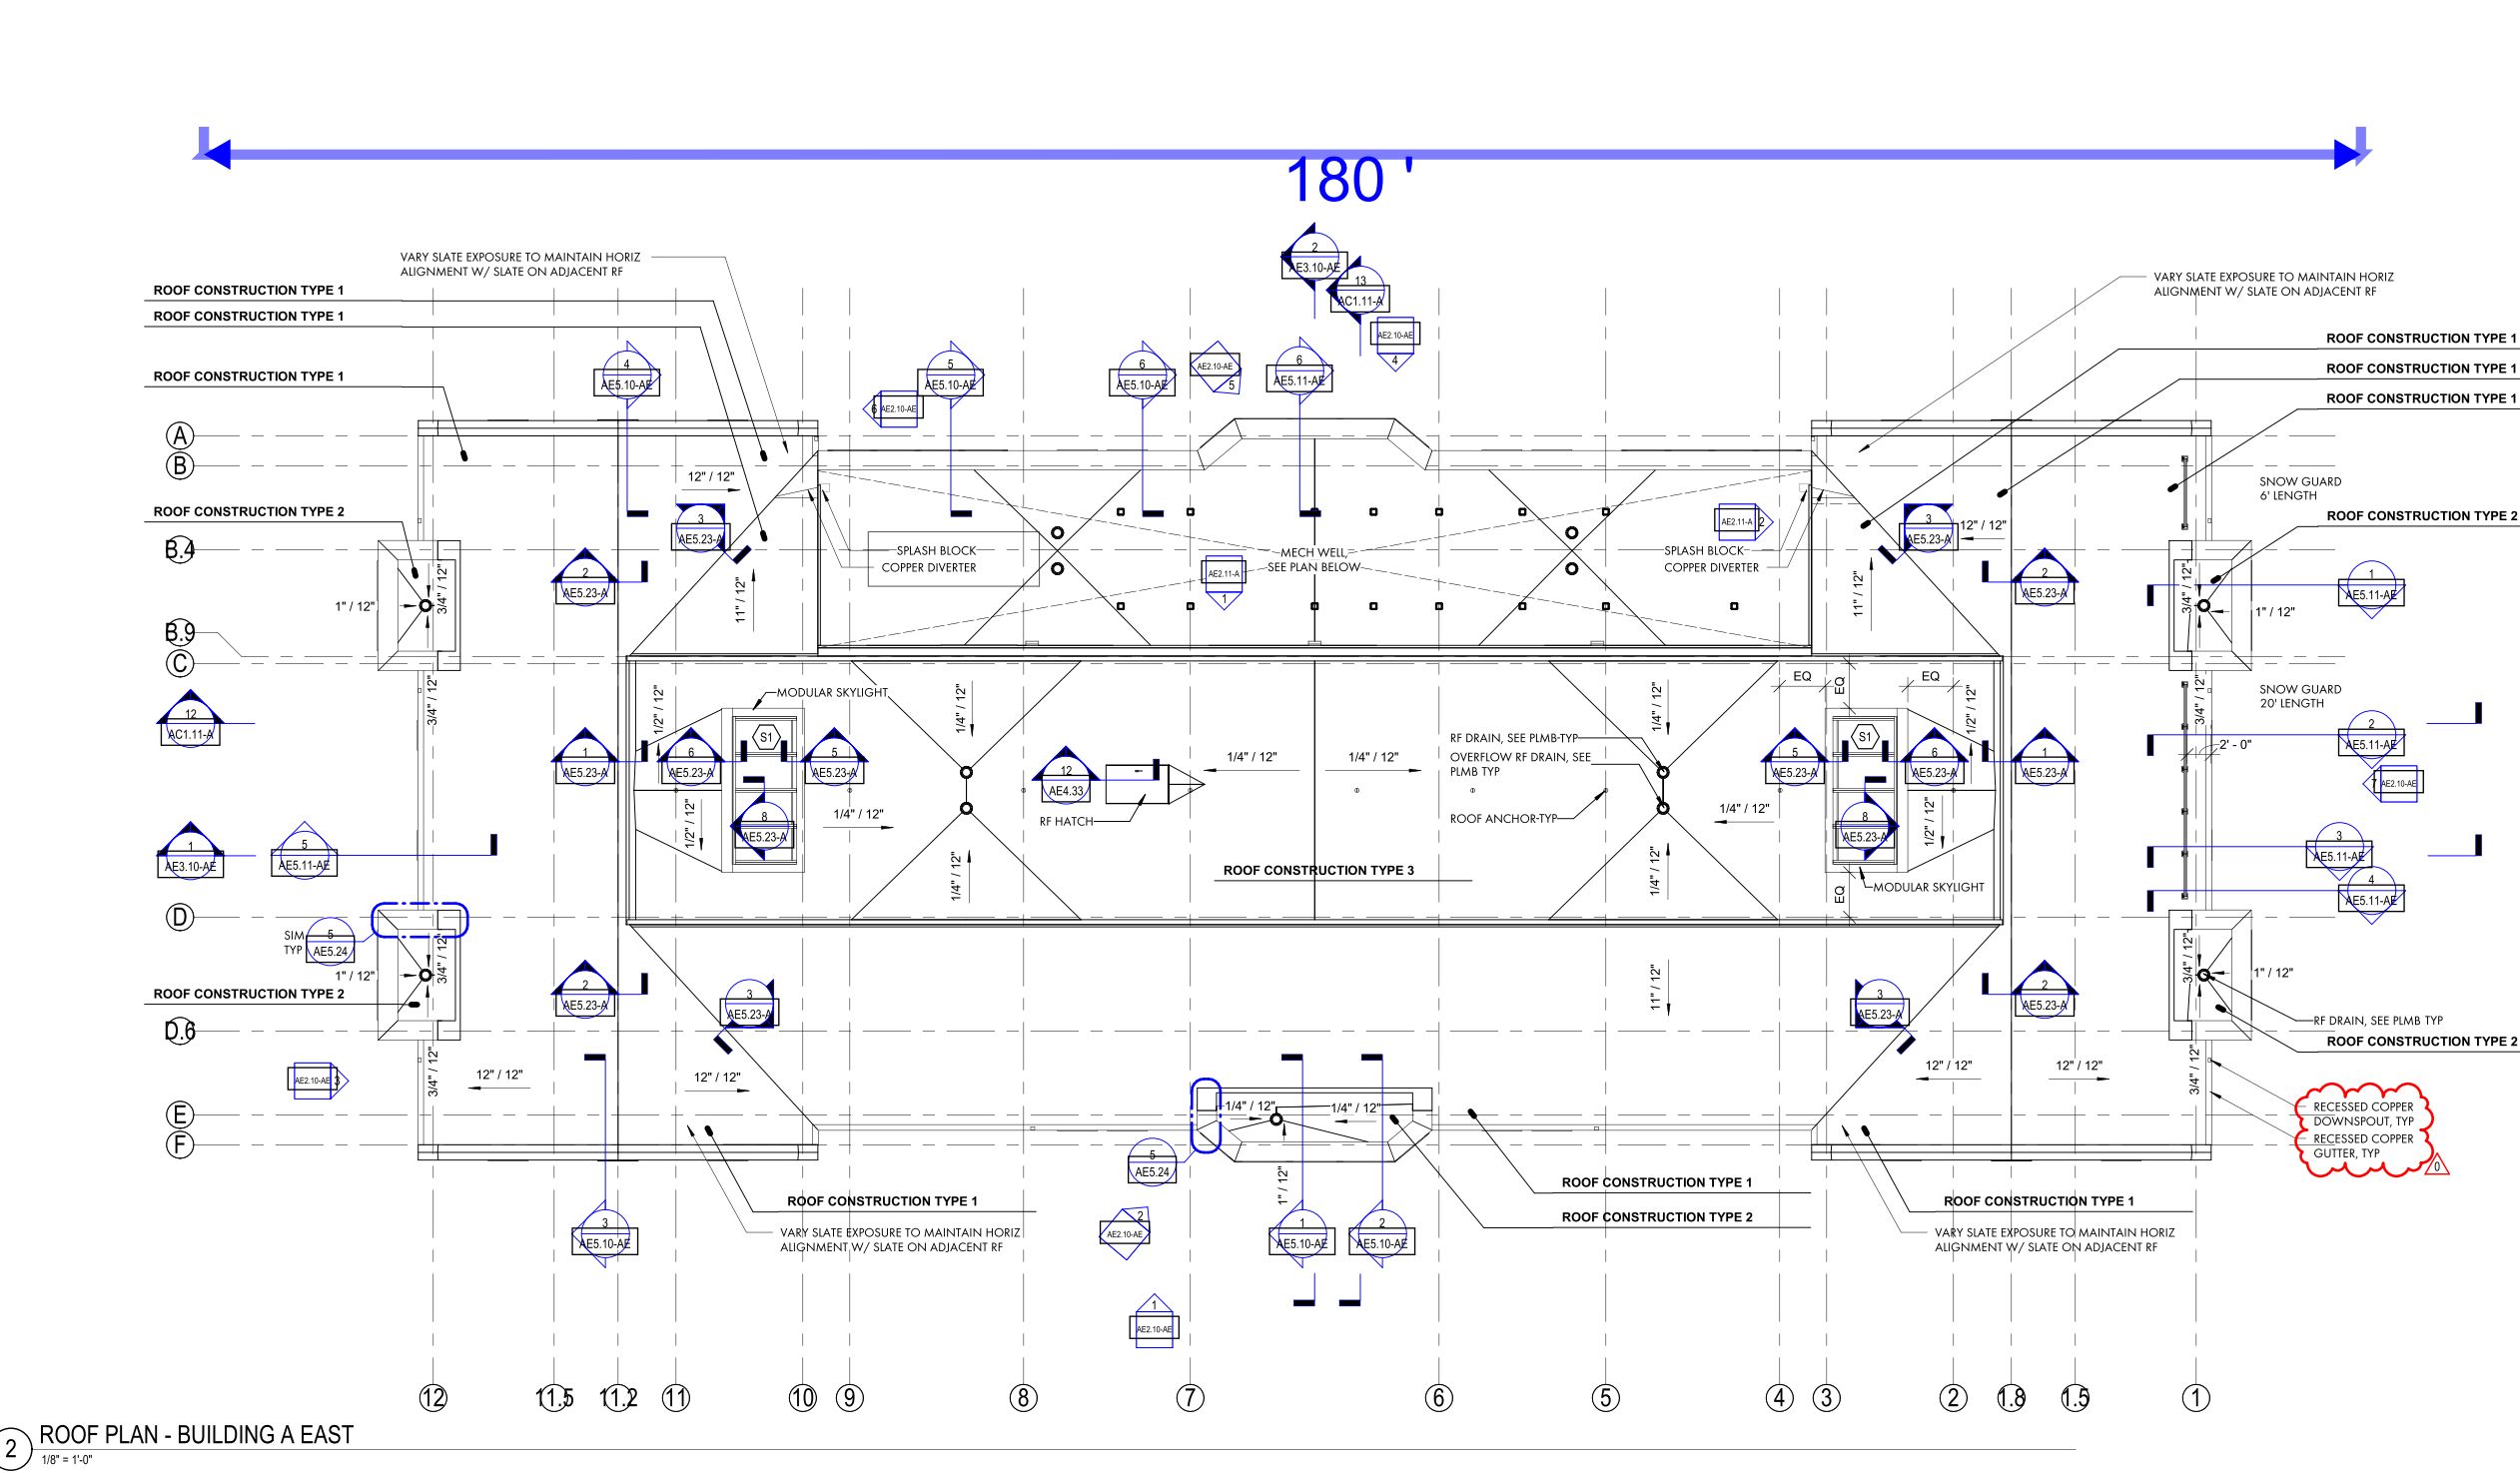 180 '
2
AE3.10-AE
13
AC1.11-A
AE2.10-AE
4
VARY SLATE EXPOSURE TO MAINTAIN HORIZ
ALIGNMENT W/ SLATE ON ADJACENT RF
VARY SLATE EXPOSURE TO MAINTAIN HORIZ
ALIGNMENT W/ SLATE ON ADJACENT RF
ROOF CONSTRUCTION TYPE 1
ROOF CONSTRUCTION TYPE 1
ROOF CONSTRUCTION TYPE 1
ROOF CONSTRUCTION TYPE 1
ROOF CONSTRUCTION TYPE 1
ROOF CONSTRUCTION TYPE 1
4
AE5.10-AE
5
AE5.10-AE
6
AE5.10-AE
AE2.10-AE
5
6
AE5.11-AE
6 AE2.10-AE
A
B
12" / 12"
SNOW GUARD
6' LENGTH
ROOF CONSTRUCTION TYPE 2
ROOF CONSTRUCTION TYPE 2
3
AE5.23-A
AE2.11-A 2
3
AE5.23-A
12" / 12"
B.4
SPLASH BLOCK
COPPER DIVERTER
MECH WELL,
SEE PLAN BELOW
SPLASH BLOCK
COPPER DIVERTER
2
AE5.23-A
AE2.11-A
1
2
AE5.23-A
1
AE5.11-AE
1" / 12"
3/4" / 12"
11" / 12"
11" / 12"
3/4" / 12"
1" / 12"
B.9
C
3/4" / 12"
1/2" / 12"
MODULAR SKYLIGHT
1/4" / 12"
1/4" / 12"
EQ
EQ
EQ
1/2" / 12"
3/4" / 12"
SNOW GUARD
20' LENGTH
12
AC1.11-A
S1
S1
2
AE5.11-AE
2' - 0"
1
AE5.23-A
6
AE5.23-A
5
AE5.23-A
12
AE4.33
1/4" / 12"
1/4" / 12"
RF DRAIN, SEE PLMB-TYP
OVERFLOW RF DRAIN, SEE
PLMB TYP
5
AE5.23-A
6
AE5.23-A
1
AE5.23-A
7 AE2.10-AE
1/2" / 12"
8
AE5.23-A
1/4" / 12"
RF HATCH
ROOF ANCHOR-TYP
1/4" / 12"
8
AE5.23-A
1/2" / 12"
1
AE3.10-AE
5
AE5.11-AE
3
AE5.11-AE
1/4" / 12"
ROOF CONSTRUCTION TYPE 3
1/4" / 12"
EQ
MODULAR SKYLIGHT
4
AE5.11-AE
D
SIM
TYP
5
AE5.24
1" / 12"
3/4" / 12"
3/4" / 12"
1" / 12"
ROOF CONSTRUCTION TYPE 2
2
AE5.23-A
3
AE5.23-A
11" / 12"
3
AE5.23-A
2
AE5.23-A
RF DRAIN, SEE PLMB TYP
ROOF CONSTRUCTION TYPE 2
D.6
AE2.10-AE 3
3/4" / 12"
12" / 12"
12" / 12"
12" / 12"
12" / 12"
3/4" / 12"
E
F
1/4" / 12"
1/4" / 12"
RECESSED COPPER
DOWNSPOUT, TYP
RECESSED COPPER
GUTTER, TYP
0
5
AE5.24
1" / 12"
ROOF CONSTRUCTION TYPE 1
ROOF CONSTRUCTION TYPE 1
ROOF CONSTRUCTION TYPE 1
ROOF CONSTRUCTION TYPE 2
VARY SLATE EXPOSURE TO MAINTAIN HORIZ
ALIGNMENT W/ SLATE ON ADJACENT RF
VARY SLATE EXPOSURE TO MAINTAIN HORIZ
ALIGNMENT W/ SLATE ON ADJACENT RF
3
AE5.10-AE
2
AE2.10-AE
1
AE5.10-AE
2
AE5.10-AE
1
AE2.10-AE
12
11.5
11.2
11
10
9
8
7
6
5
4
3
2
1.8
1.5
1
2
ROOF PLAN - BUILDING A EAST
1/8" = 1'-0"